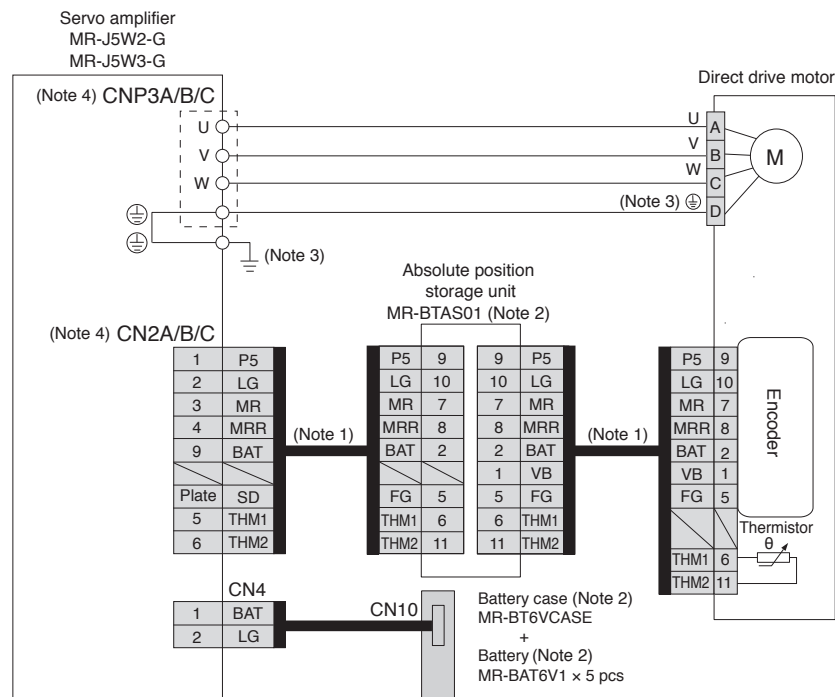 Servo amplifier
MR-J5W2-G
MR-J5W3-G
Direct drive motor
(Note 4) CNP3A/B/C
U
V
W
U
V
W
(Note 3)
A
B
C
D
M
(Note 3)
Absolute position
storage unit
MR-BTAS01 (Note 2)
(Note 4) CN2A/B/C
1 P5
2 LG
3 MR
4 MRR
9 BAT
Plate SD
5 THM1
6 THM2
(Note 1)
P5 9
LG 10
MR 7
MRR 8
BAT 2
FG 5
THM1 6
THM2 11
9 P5
10 LG
7 MR
8 MRR
2 BAT
1 VB
5 FG
6 THM1
11 THM2
(Note 1)
P5 9
LG 10
MR 7
MRR 8
BAT 2
VB 1
FG 5
THM1 6
THM2 11
Encoder
Thermistor
θ
CN4
1 BAT
2 LG
CN10
Battery case (Note 2)
MR-BT6VCASE
+
Battery (Note 2)
MR-BAT6V1 × 5 pcs